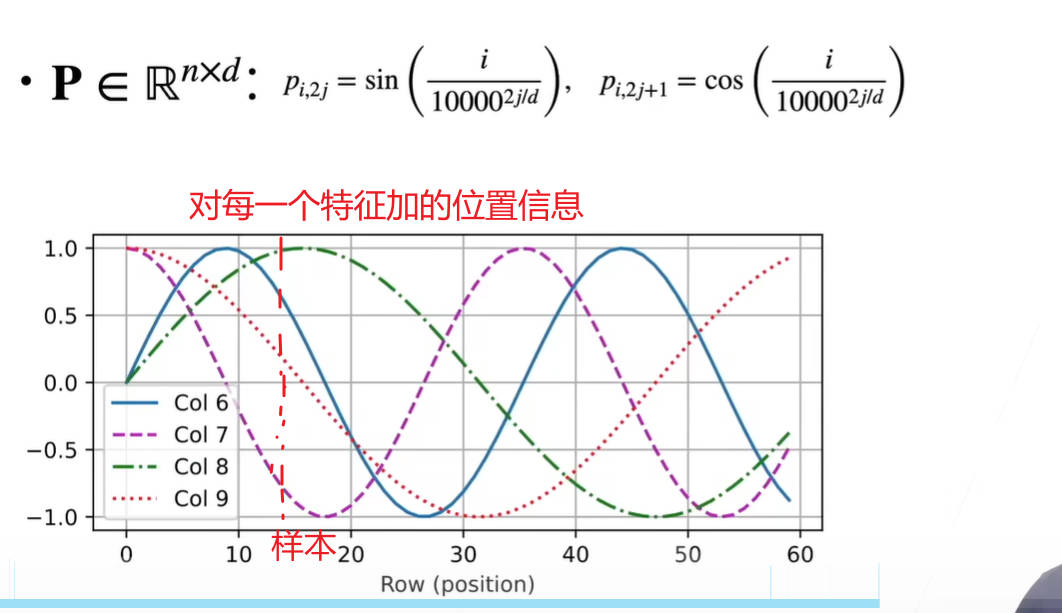 • P ∈ ℝ^{n×d}: p_{i,2j} = sin(i / 10000^{2j/d}), p_{i,2j+1} = cos(i / 10000^{2j/d})
对每一个特征加的位置信息
1.0
0.5
0.0
−0.5
−1.0
Col 6
Col 7
Col 8
Col 9
样本
0 10 20 30 40 50 60
Row (position)